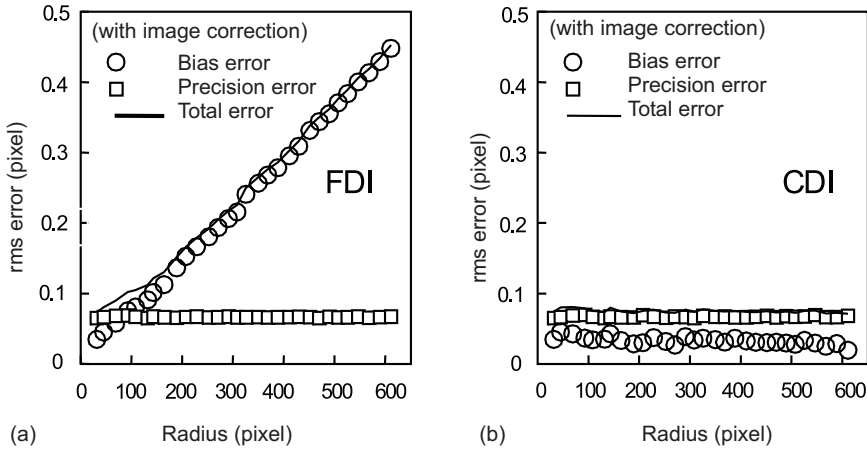 0.5
0.4
0.3
0.2
0.1
0
rms error (pixel)
(with image correction)
Bias error
Precision error
Total error
FDI
0 100 200 300 400 500 600
(a)
Radius (pixel)
0.5
0.4
0.3
0.2
0.1
0
rms error (pixel)
(with image correction)
Bias error
Precision error
Total error
CDI
0 100 200 300 400 500 600
(b)
Radius (pixel)